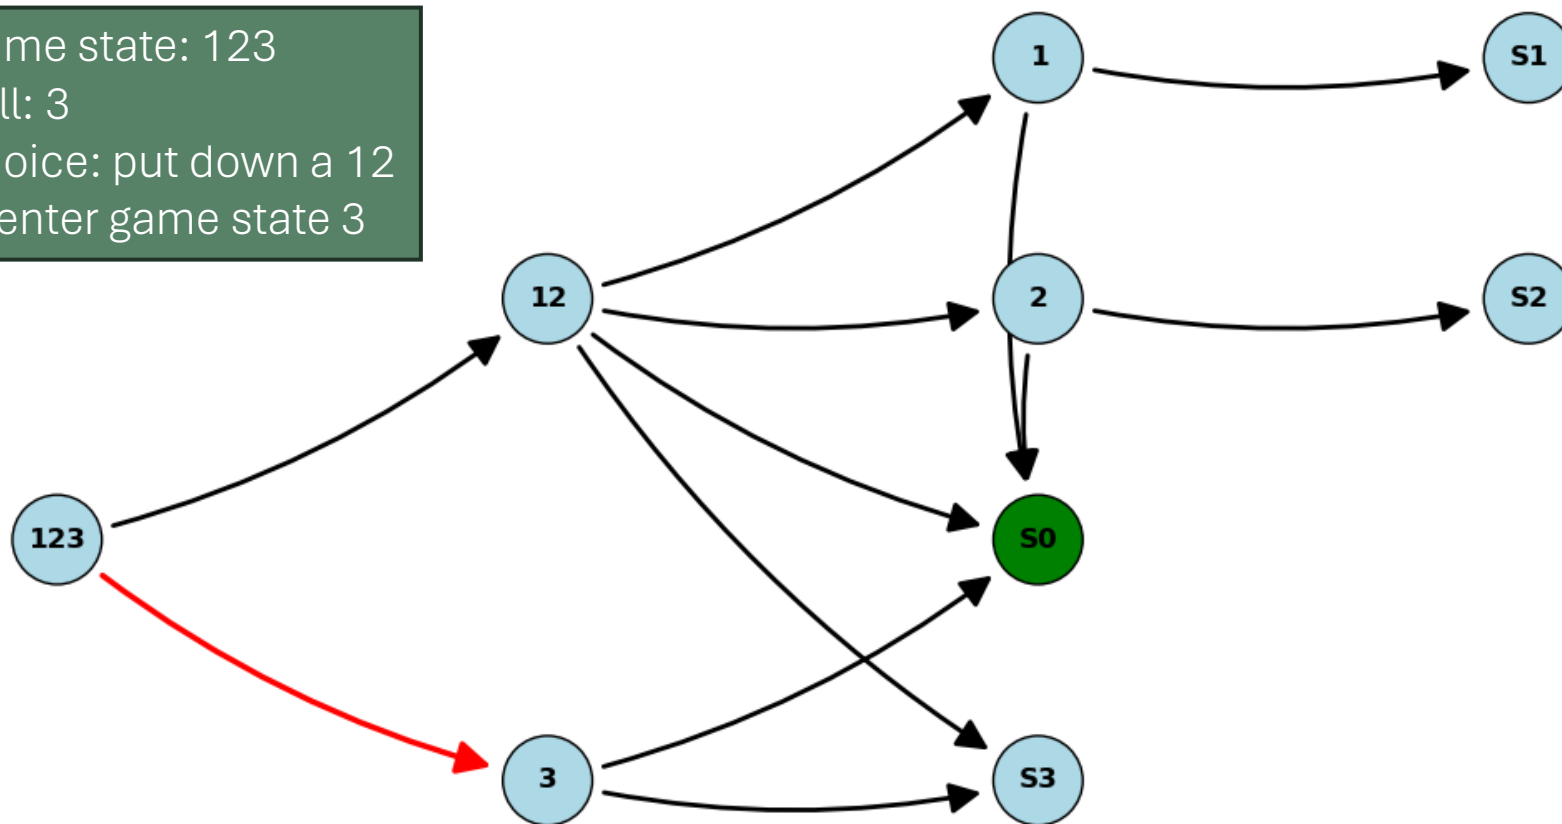 me state: 123
ll: 3
oice: put down a 12
enter game state 3
1
S1
12
2
S2
123
S0
3
S3